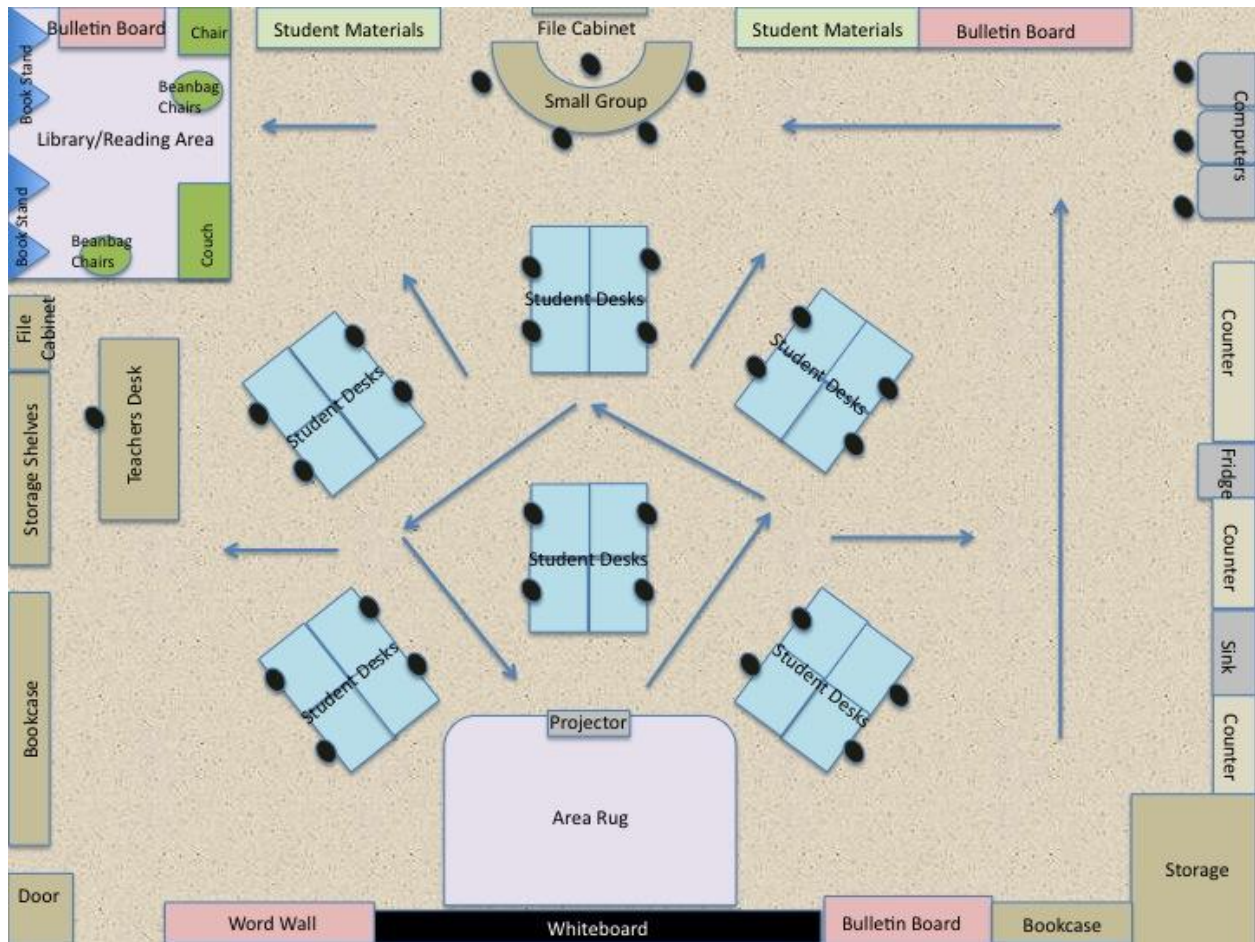 Bulletin Board
Chair
Student Materials
File Cabinet
Student Materials
Bulletin Board
Book Stand
Beanbag
Chairs
Small Group
Computers
Library/Reading Area
Book Stand
Beanbag
Chairs
Couch
File
Cabinet
Student Desks
Counter
Teachers Desk
Student Desks
Student Desks
Storage Shelves
Fridge
Student Desks
Counter
Sink
Bookcase
Student Desks
Student Desks
Projector
Counter
Area Rug
Storage
Door
Word Wall
Whiteboard
Bulletin Board
Bookcase